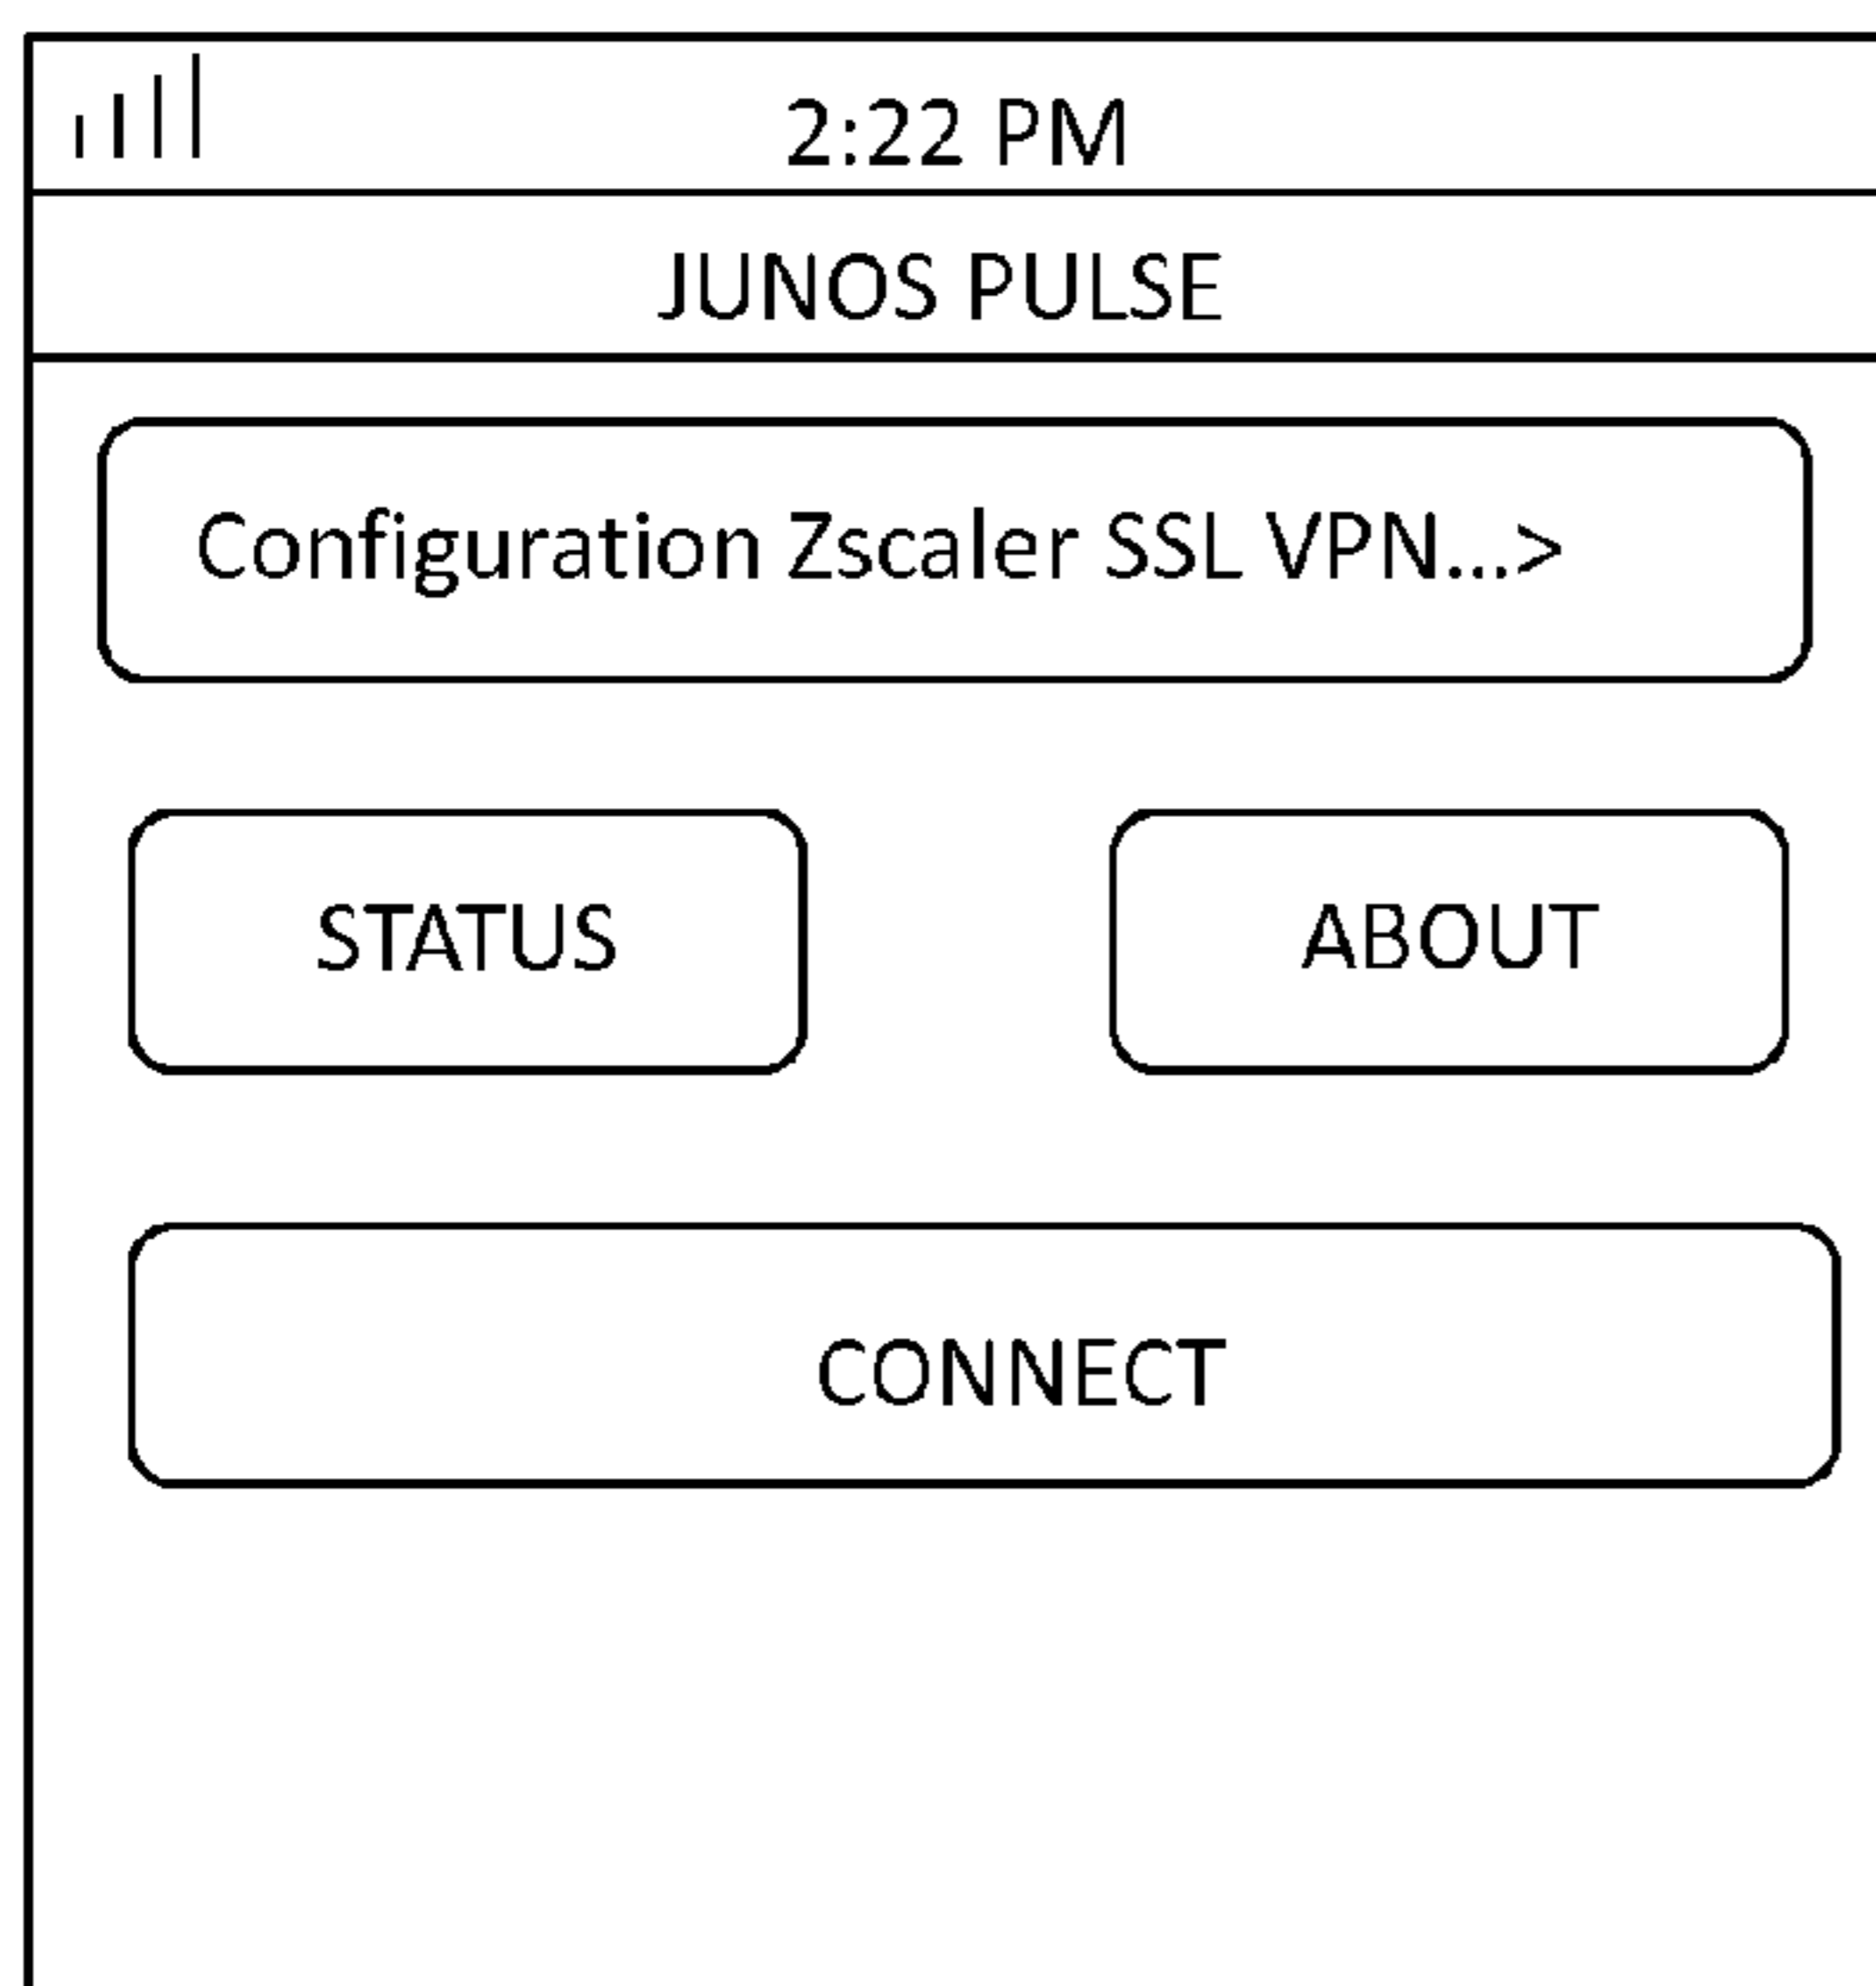 2:22 PM
JUNOS PULSE
Configuration Zscaler SSL VPN...>
STATUS
ABOUT
CONNECT